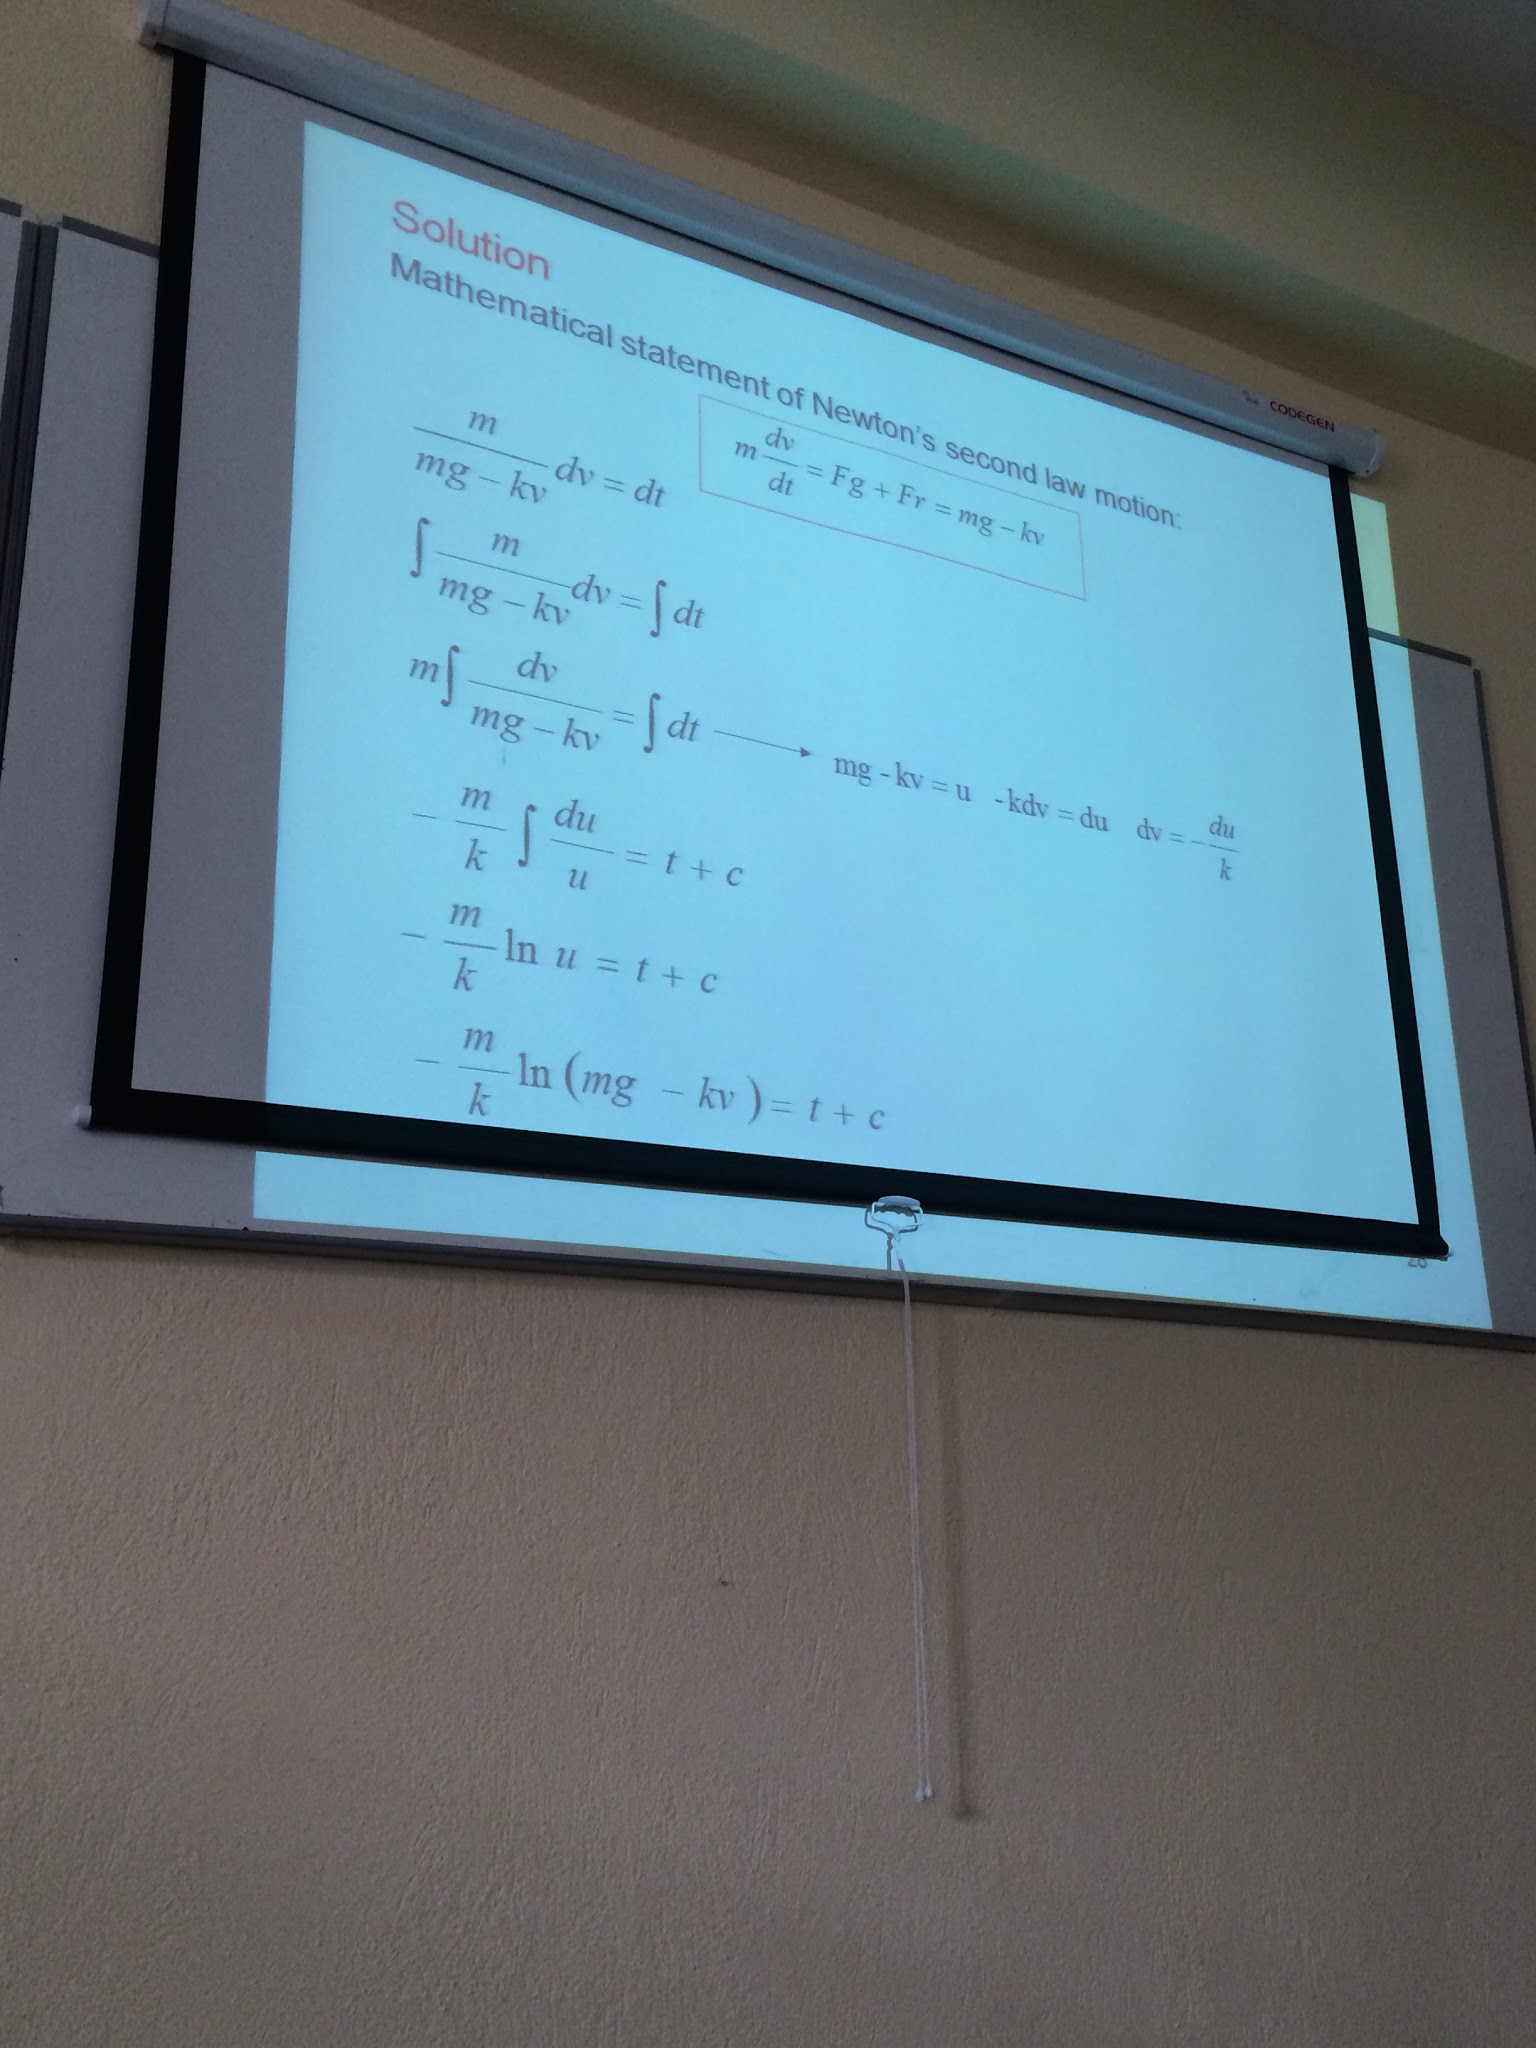 CODEGEN
Solution
Mathematical statement of Newton's second law motion:
m dv/dt = Fg + Fr = mg − kv
m/(mg − kv) dv = dt
∫ m/(mg − kv) dv = ∫ dt
m ∫ dv/(mg − kv) = ∫ dt → mg - kv = u -kdv = du dv = − du/k
− m/k ∫ du/u = t + c
− m/k ln u = t + c
− m/k ln (mg − kv) = t + c